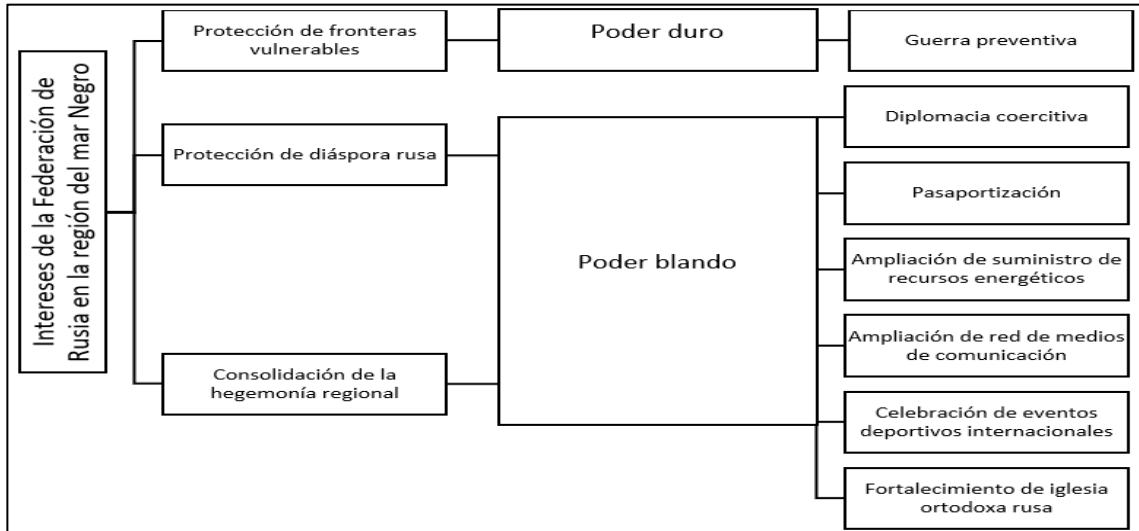 Intereses de la Federación de
Rusia en la región del mar Negro
Protección de fronteras
vulnerables
Poder duro
Guerra preventiva
Protección de diáspora rusa
Consolidación de la
hegemonía regional
Poder blando
Diplomacia coercitiva
Pasaportización
Ampliación de suministro de
recursos energéticos
Ampliación de red de medios
de comunicación
Celebración de eventos
deportivos internacionales
Fortalecimiento de iglesia
ortodoxa rusa